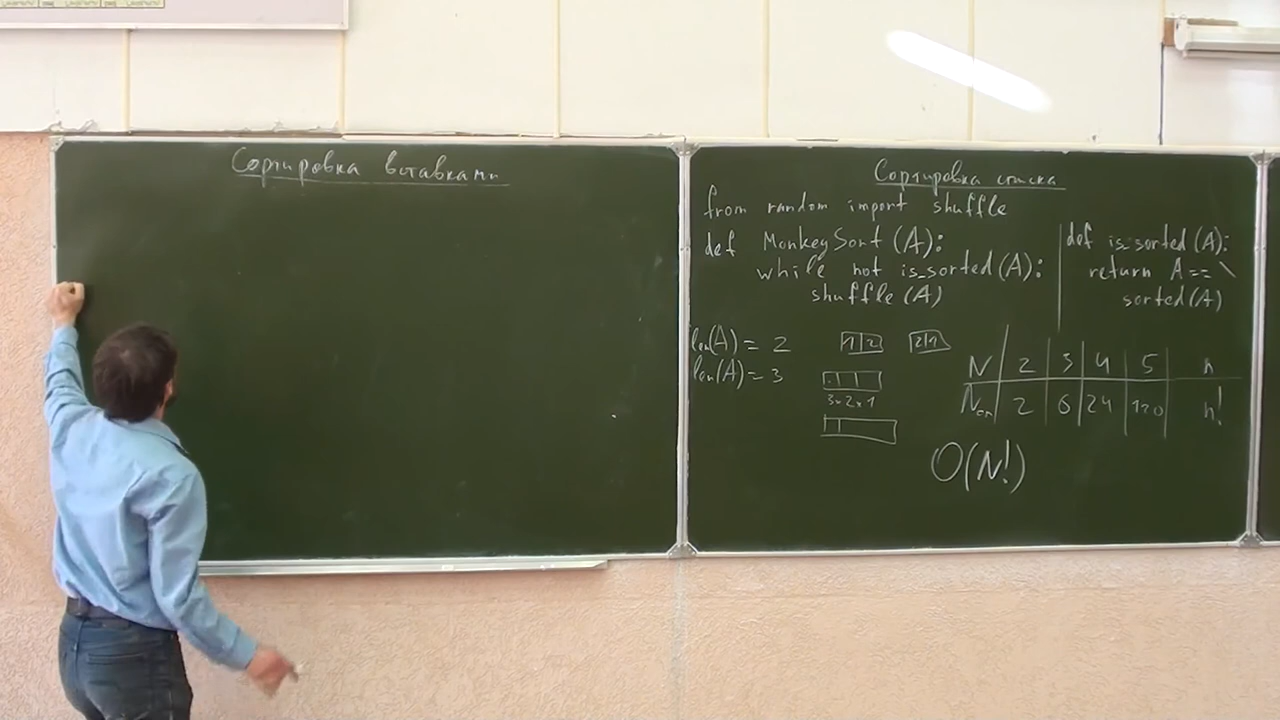 Сортировка вставками
Сортировка списка
from random import shuffle
def MonkeySort(A):
while not is_sorted(A):
shuffle(A)
def is_sorted(A):
return A== \
sorted(A)
len(A) = 2
1 2
2 1
len(A) = 3
3×2×1
N 2 3 4 5 n
2 6 24 120 n!
O(N!)